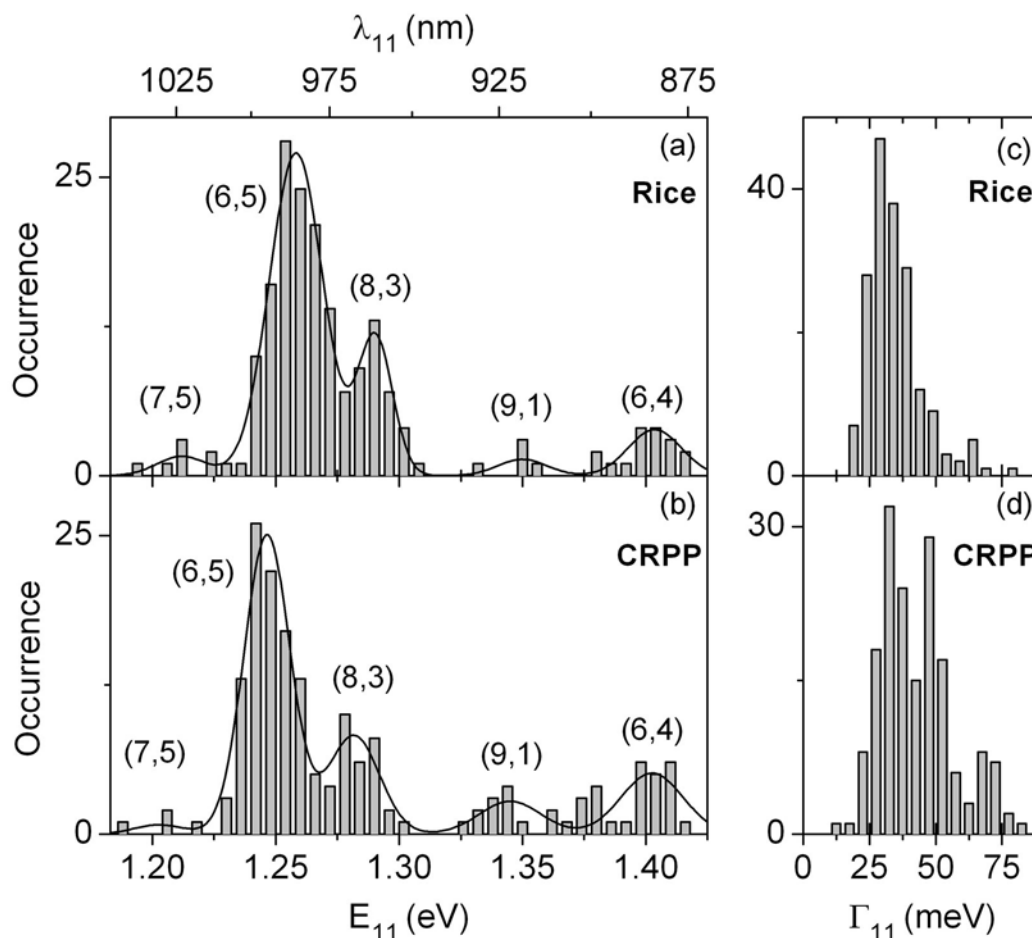 λ11 (nm)
1025 975 925 875
(a)
Rice
(6,5)
(8,3)
(7,5)
(9,1)
(6,4)
25
0
Occurrence
(c)
Rice
40
0
(b)
CRPP
(6,5)
(8,3)
(7,5)
(9,1)
(6,4)
25
0
Occurrence
(d)
CRPP
30
0
1.20 1.25 1.30 1.35 1.40
E11 (eV)
0 25 50 75
Γ11 (meV)